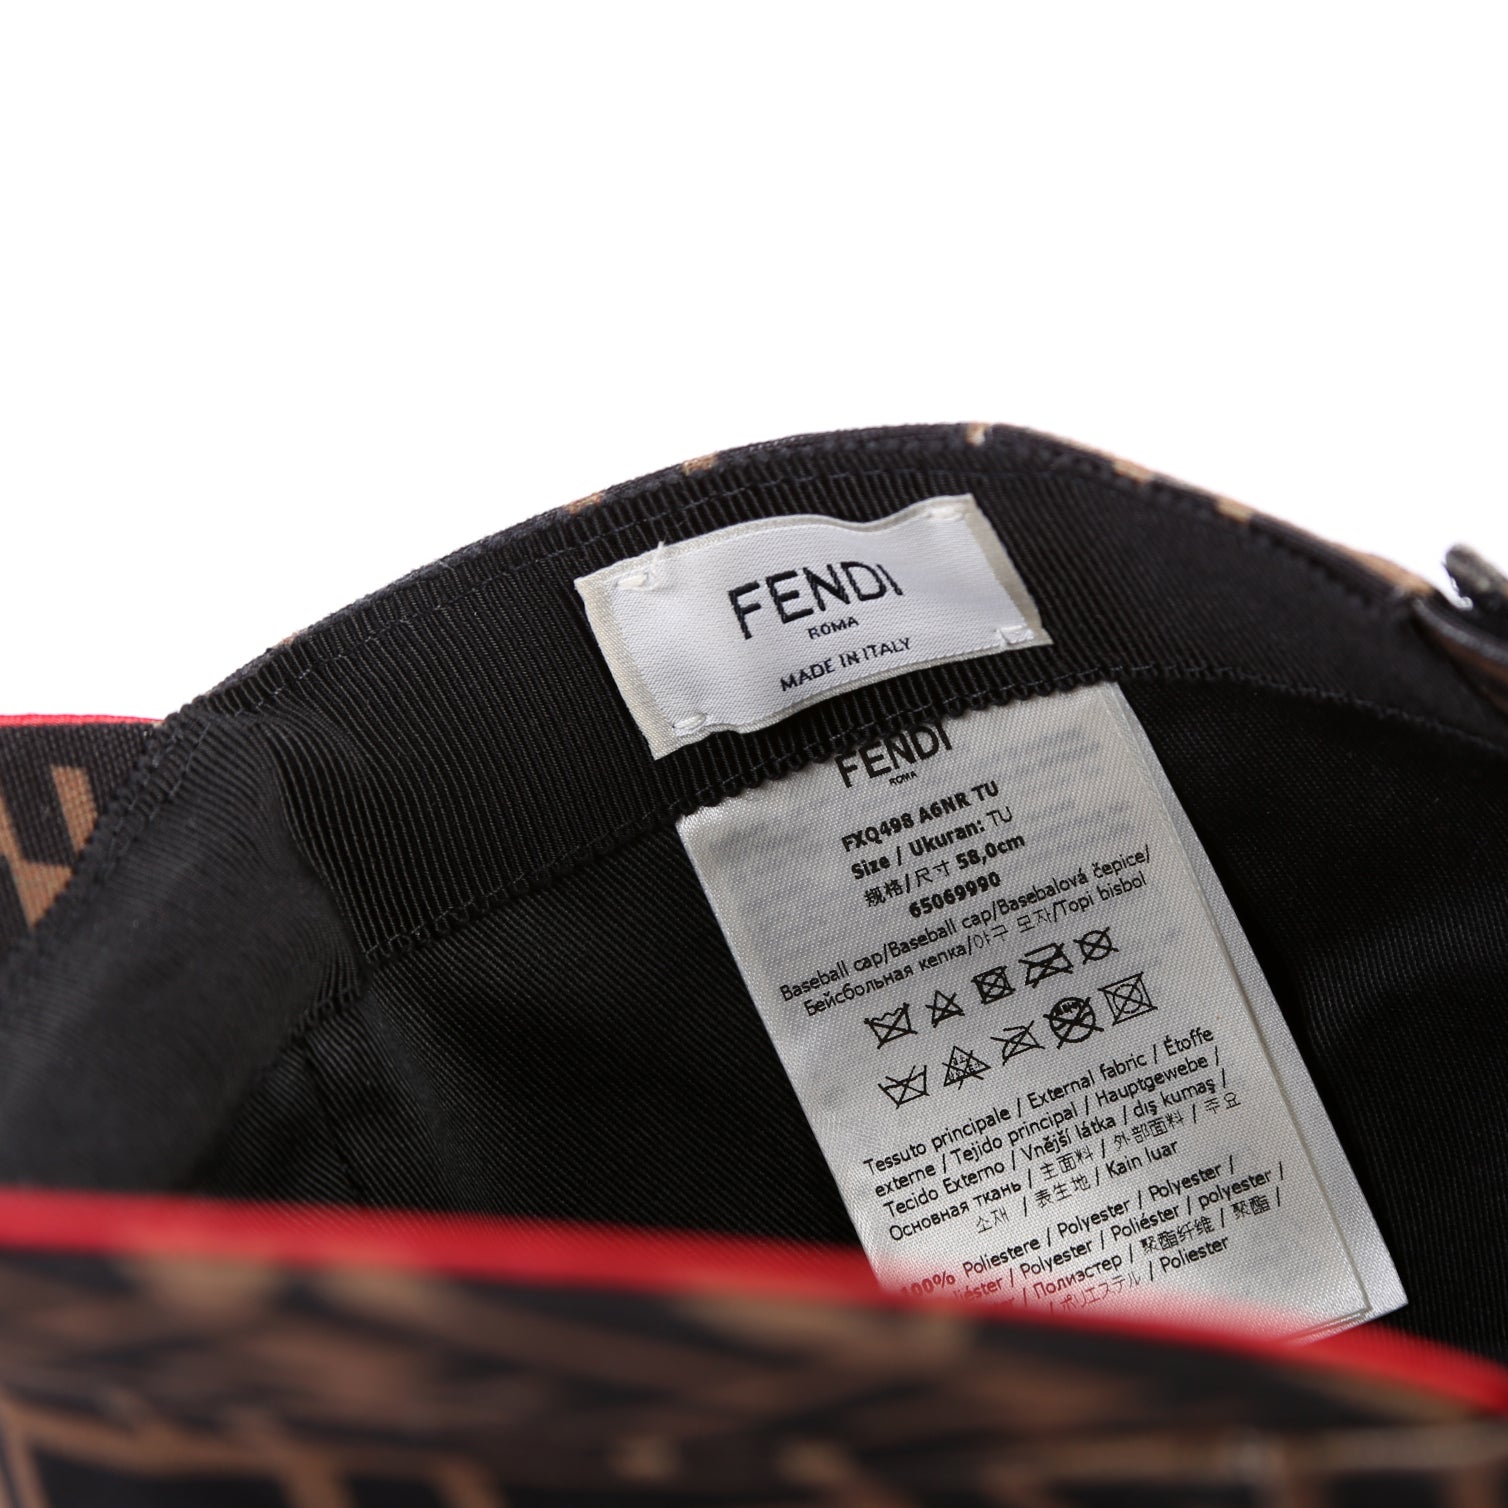 FENDI
ROMA
MADE IN ITALY
FENDI
ROMA
FXQ498 A6NR TU
Size / Ukuran: TU
规格/尺寸 58,0cm
65069990
Baseball cap/Baseball cap/Basebalová čepice/
Бейсбольная кепка/야구 모자/Topi bisbol
Tessuto principale / External fabric / Étoffe
externe / Tejido principal / Hauptgewebe /
Tecido Externo / Vnější látka / dış kumaş /
Основная ткань / 主面料 / 外部面料 / 주요
소재 / 表生地 / Kain luar
100% Poliestere / Polyester / Polyester /
Polyester / Poliéster / polyester /
Полиэстер / 聚酯纤维 / 聚酯 /
ポリエステル / Poliester